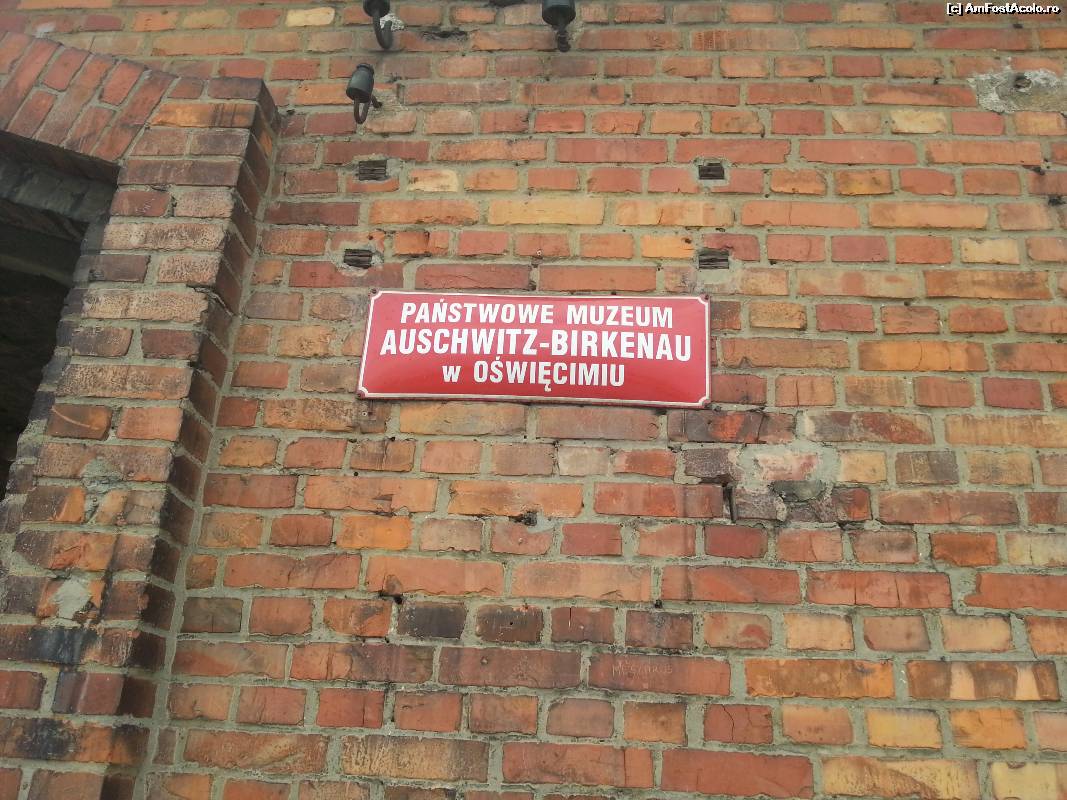 [c] AmFostAcolo.ro
PAŃSTWOWE MUZEUM
AUSCHWITZ-BIRKENAU
w OŚWIĘCIMIU